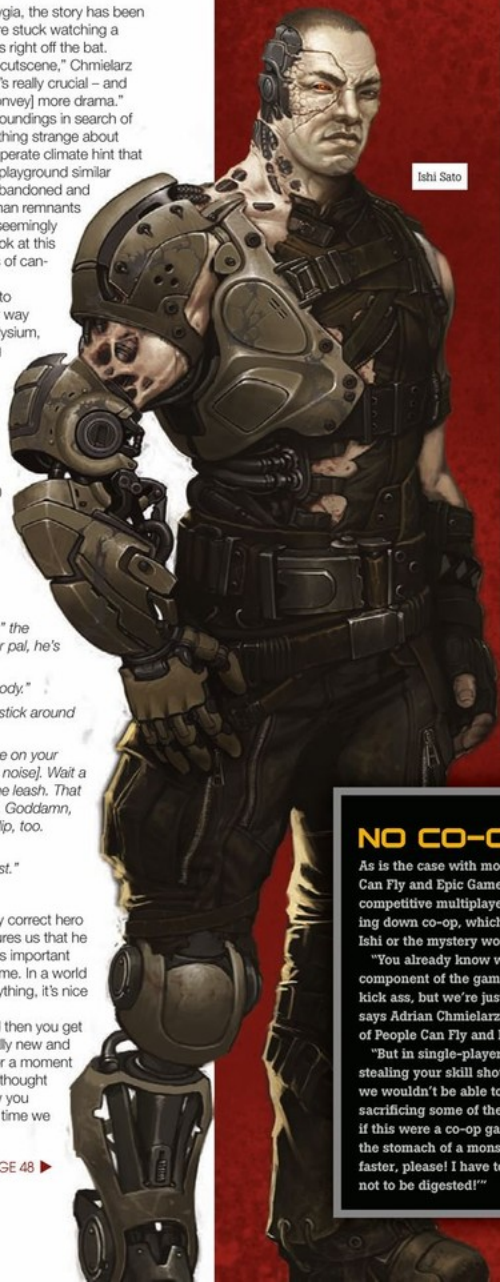 gia, the story has been
re stuck watching a
s right off the bat.
cutscene,” Chmielarz
’s really crucial – and
onvey] more drama.”
oundings in search of
thing strange about
perate climate hint that
playground similar
bandoned and
nan remnants
seemingly
ok at this
s of can-
to
way
ysium,
” the
r pal, he’s
ody.”
stick around
e on your
noise]. Wait a
e leash. That
Goddamn,
lip, too.
st.”
y correct hero
ures us that he
s important
me. In a world
ything, it’s nice
then you get
lly new and
r a moment
thought
you
time we
GE 48
Ishi Sato
NO CO-O
As is the case with mo
Can Fly and Epic Game
competitive multiplaye
ing down co-op, which
Ishi or the mystery wo
“You already know w
component of the gam
kick ass, but we’re jus
says Adrian Chmielarz
of People Can Fly and
“But in single-player
stealing your skill sho
we wouldn’t be able to
sacrificing some of the
if this were a co-op ga
the stomach of a mons
faster, please! I have to
not to be digested!’”